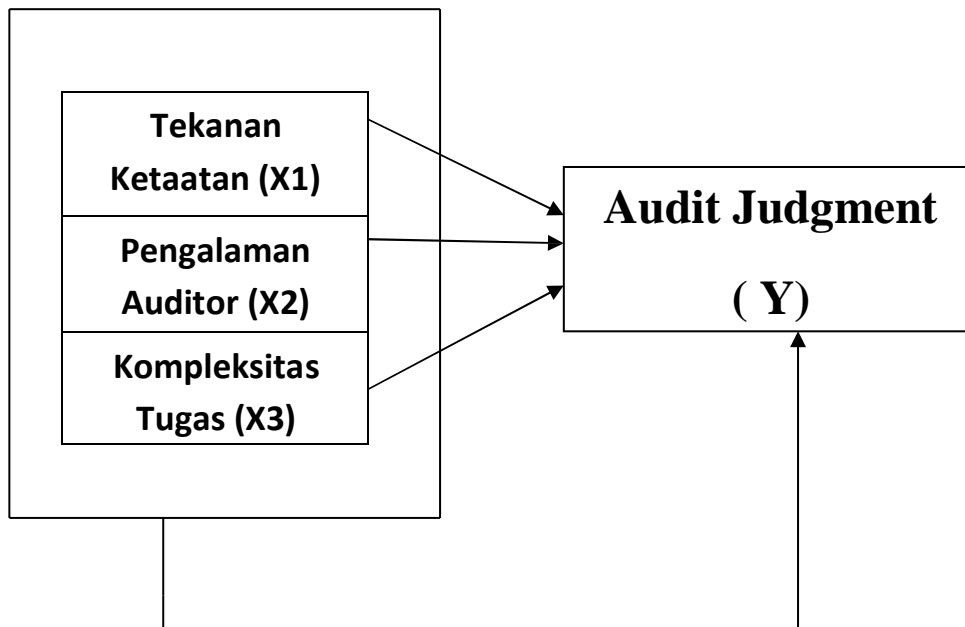 Tekanan
Ketaatan (X1)
Pengalaman
Auditor (X2)
Kompleksitas
Tugas (X3)
Audit Judgment
( Y)